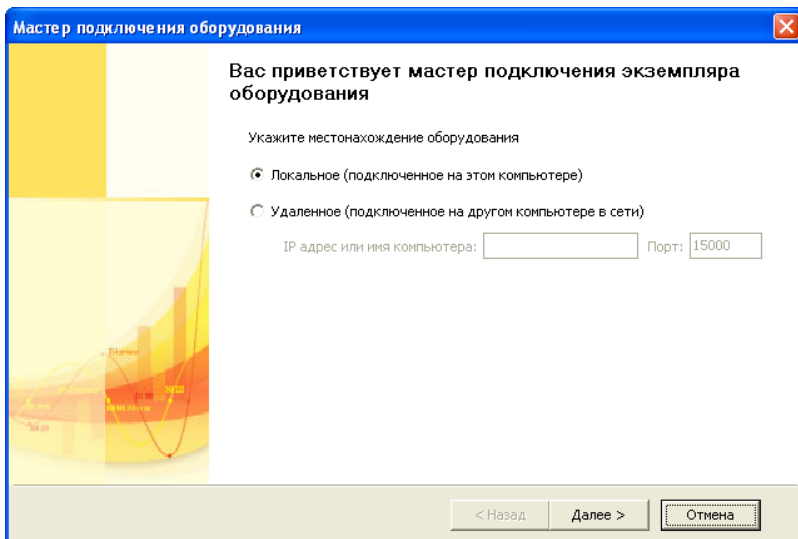 Мастер подключения оборудования
Вас приветствует мастер подключения экземпляра
оборудования
Укажите местонахождение оборудования
Локальное (подключенное на этом компьютере)
Удаленное (подключенное на другом компьютере в сети)
IP адрес или имя компьютера: Порт: 15000
< Назад Далее > Отмена